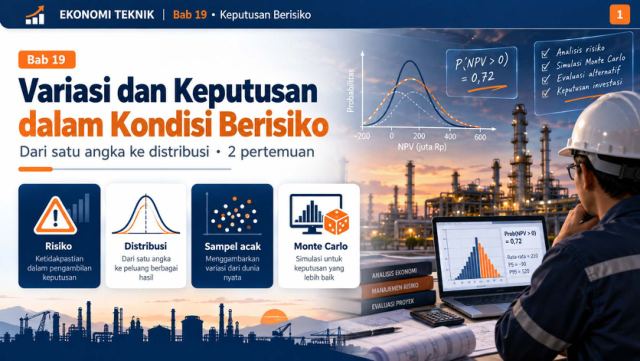 EKONOMI TEKNIK | Bab 19 • Keputusan Berisiko
1
Bab 19
Variasi dan Keputusan
dalam Kondisi Berisiko
Dari satu angka ke distribusi • 2 pertemuan
Risiko
Ketidakpastian
dalam pengambilan
keputusan
Distribusi
Dari satu angka
ke peluang berbagai
hasil
Sampel acak
Menggambarkan
variasi dari dunia
nyata
Monte Carlo
Simulasi untuk
keputusan yang
lebih baik
Probabilitas
-200 0 200 400 600
NPV (juta Rp)
P(NPV > 0)
= 0,72
Analisis risiko
Simulasi Monte Carlo
Evaluasi alternatif
Keputusan investasi
ANALISIS EKONOMI
MANAJEMEN RISIKO
EVALUASI PROYEK
Prob(NPV > 0)
= 0,72